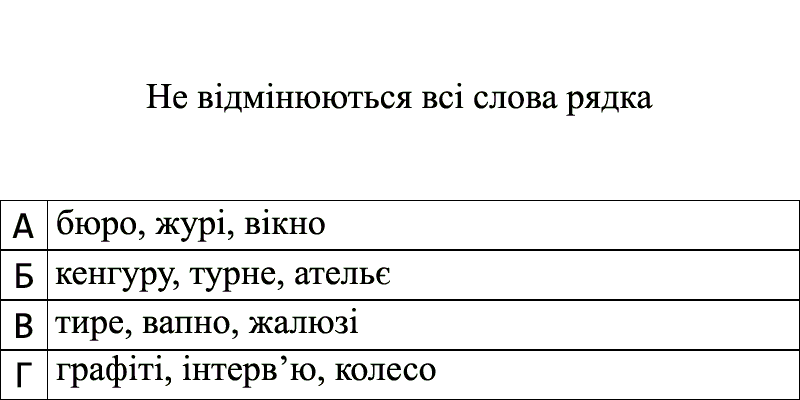 Не відмінюються всі слова рядка
А бюро, журі, вікно
Б кенгуру, турне, ательє
В тире, вапно, жалюзі
Г графіті, інтерв’ю, колесо